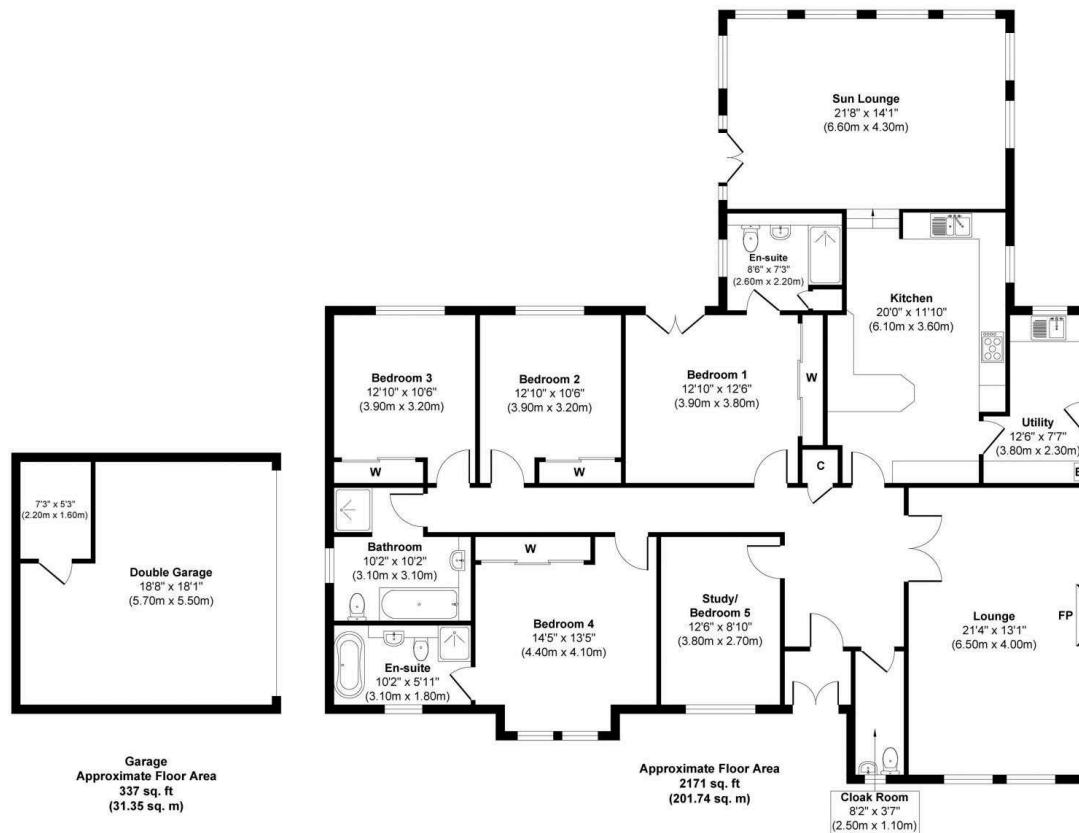 Sun Lounge
21'8" x 14'1"
(6.60m x 4.30m)
En-suite
8'6" x 7'3"
(2.60m x 2.20m)
Kitchen
20'0" x 11'10"
(6.10m x 3.60m)
Bedroom 3
12'10" x 10'6"
(3.90m x 3.20m)
Bedroom 2
12'10" x 10'6"
(3.90m x 3.20m)
Bedroom 1
12'10" x 12'6"
(3.90m x 3.80m)
W
Utility
12'6" x 7'7"
(3.80m x 2.30m)
W
W
C
7'3" x 5'3"
(2.20m x 1.60m)
Double Garage
18'8" x 18'1"
(5.70m x 5.50m)
Bathroom
10'2" x 10'2"
(3.10m x 3.10m)
W
Bedroom 4
14'5" x 13'5"
(4.40m x 4.10m)
Study/
Bedroom 5
12'6" x 8'10"
(3.80m x 2.70m)
Lounge
21'4" x 13'1"
(6.50m x 4.00m)
FP
En-suite
10'2" x 5'11"
(3.10m x 1.80m)
Garage
Approximate Floor Area
337 sq. ft
(31.35 sq. m)
Approximate Floor Area
2171 sq. ft
(201.74 sq. m)
Cloak Room
8'2" x 3'7"
(2.50m x 1.10m)